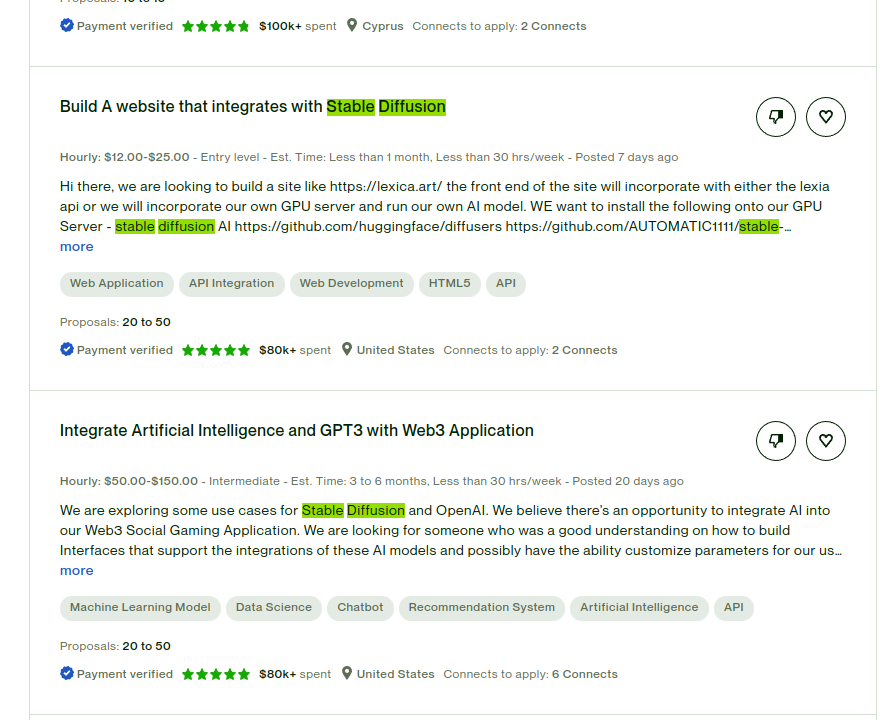 Payment verified $100k+ spent Cyprus Connects to apply: 2 Connects
Build A website that integrates with Stable Diffusion
Hourly: $12.00-$25.00 - Entry level - Est. Time: Less than 1 month, Less than 30 hrs/week - Posted 7 days ago
Hi there, we are looking to build a site like https://lexica.art/ the front end of the site will incorporate with either the lexia
api or we will incorporate our own GPU server and run our own AI model. WE want to install the following onto our GPU
Server - stable diffusion AI https://github.com/huggingface/diffusers https://github.com/AUTOMATIC1111/stable-…
more
Web Application API Integration Web Development HTML5 API
Proposals: 20 to 50
Payment verified $80k+ spent United States Connects to apply: 2 Connects
Integrate Artificial Intelligence and GPT3 with Web3 Application
Hourly: $50.00-$150.00 - Intermediate - Est. Time: 3 to 6 months, Less than 30 hrs/week - Posted 20 days ago
We are exploring some use cases for Stable Diffusion and OpenAI. We believe there's an opportunity to integrate AI into
our Web3 Social Gaming Application. We are looking for someone who was a good understanding on how to build
Interfaces that support the integrations of these AI models and possibly have the ability customize parameters for our us…
more
Machine Learning Model Data Science Chatbot Recommendation System Artificial Intelligence API
Proposals: 20 to 50
Payment verified $80k+ spent United States Connects to apply: 6 Connects